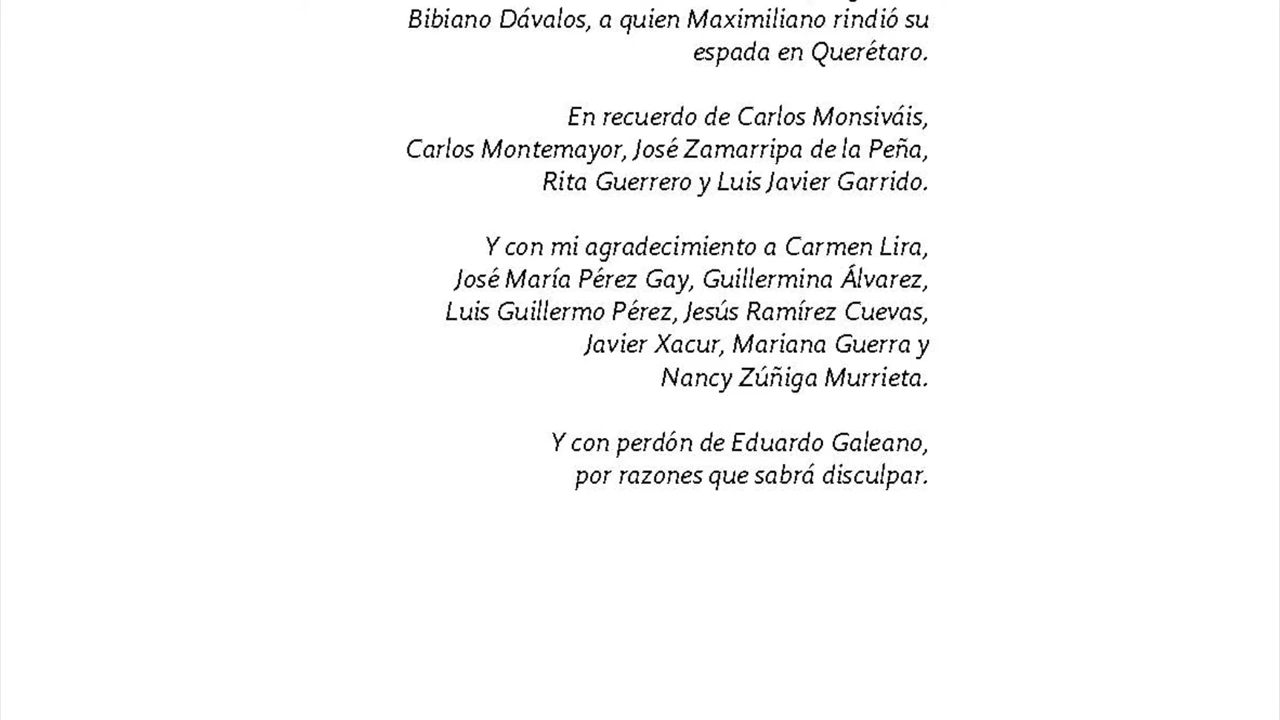 Bibiano Dávalos, a quien Maximiliano rindió su
espada en Querétaro.
En recuerdo de Carlos Monsiváis,
Carlos Montemayor, José Zamarripa de la Peña,
Rita Guerrero y Luis Javier Garrido.
Y con mi agradecimiento a Carmen Lira,
José María Pérez Gay, Guillermina Álvarez,
Luis Guillermo Pérez, Jesús Ramírez Cuevas,
Javier Xacur, Mariana Guerra y
Nancy Zúñiga Murrieta.
Y con perdón de Eduardo Galeano,
por razones que sabrá disculpar.